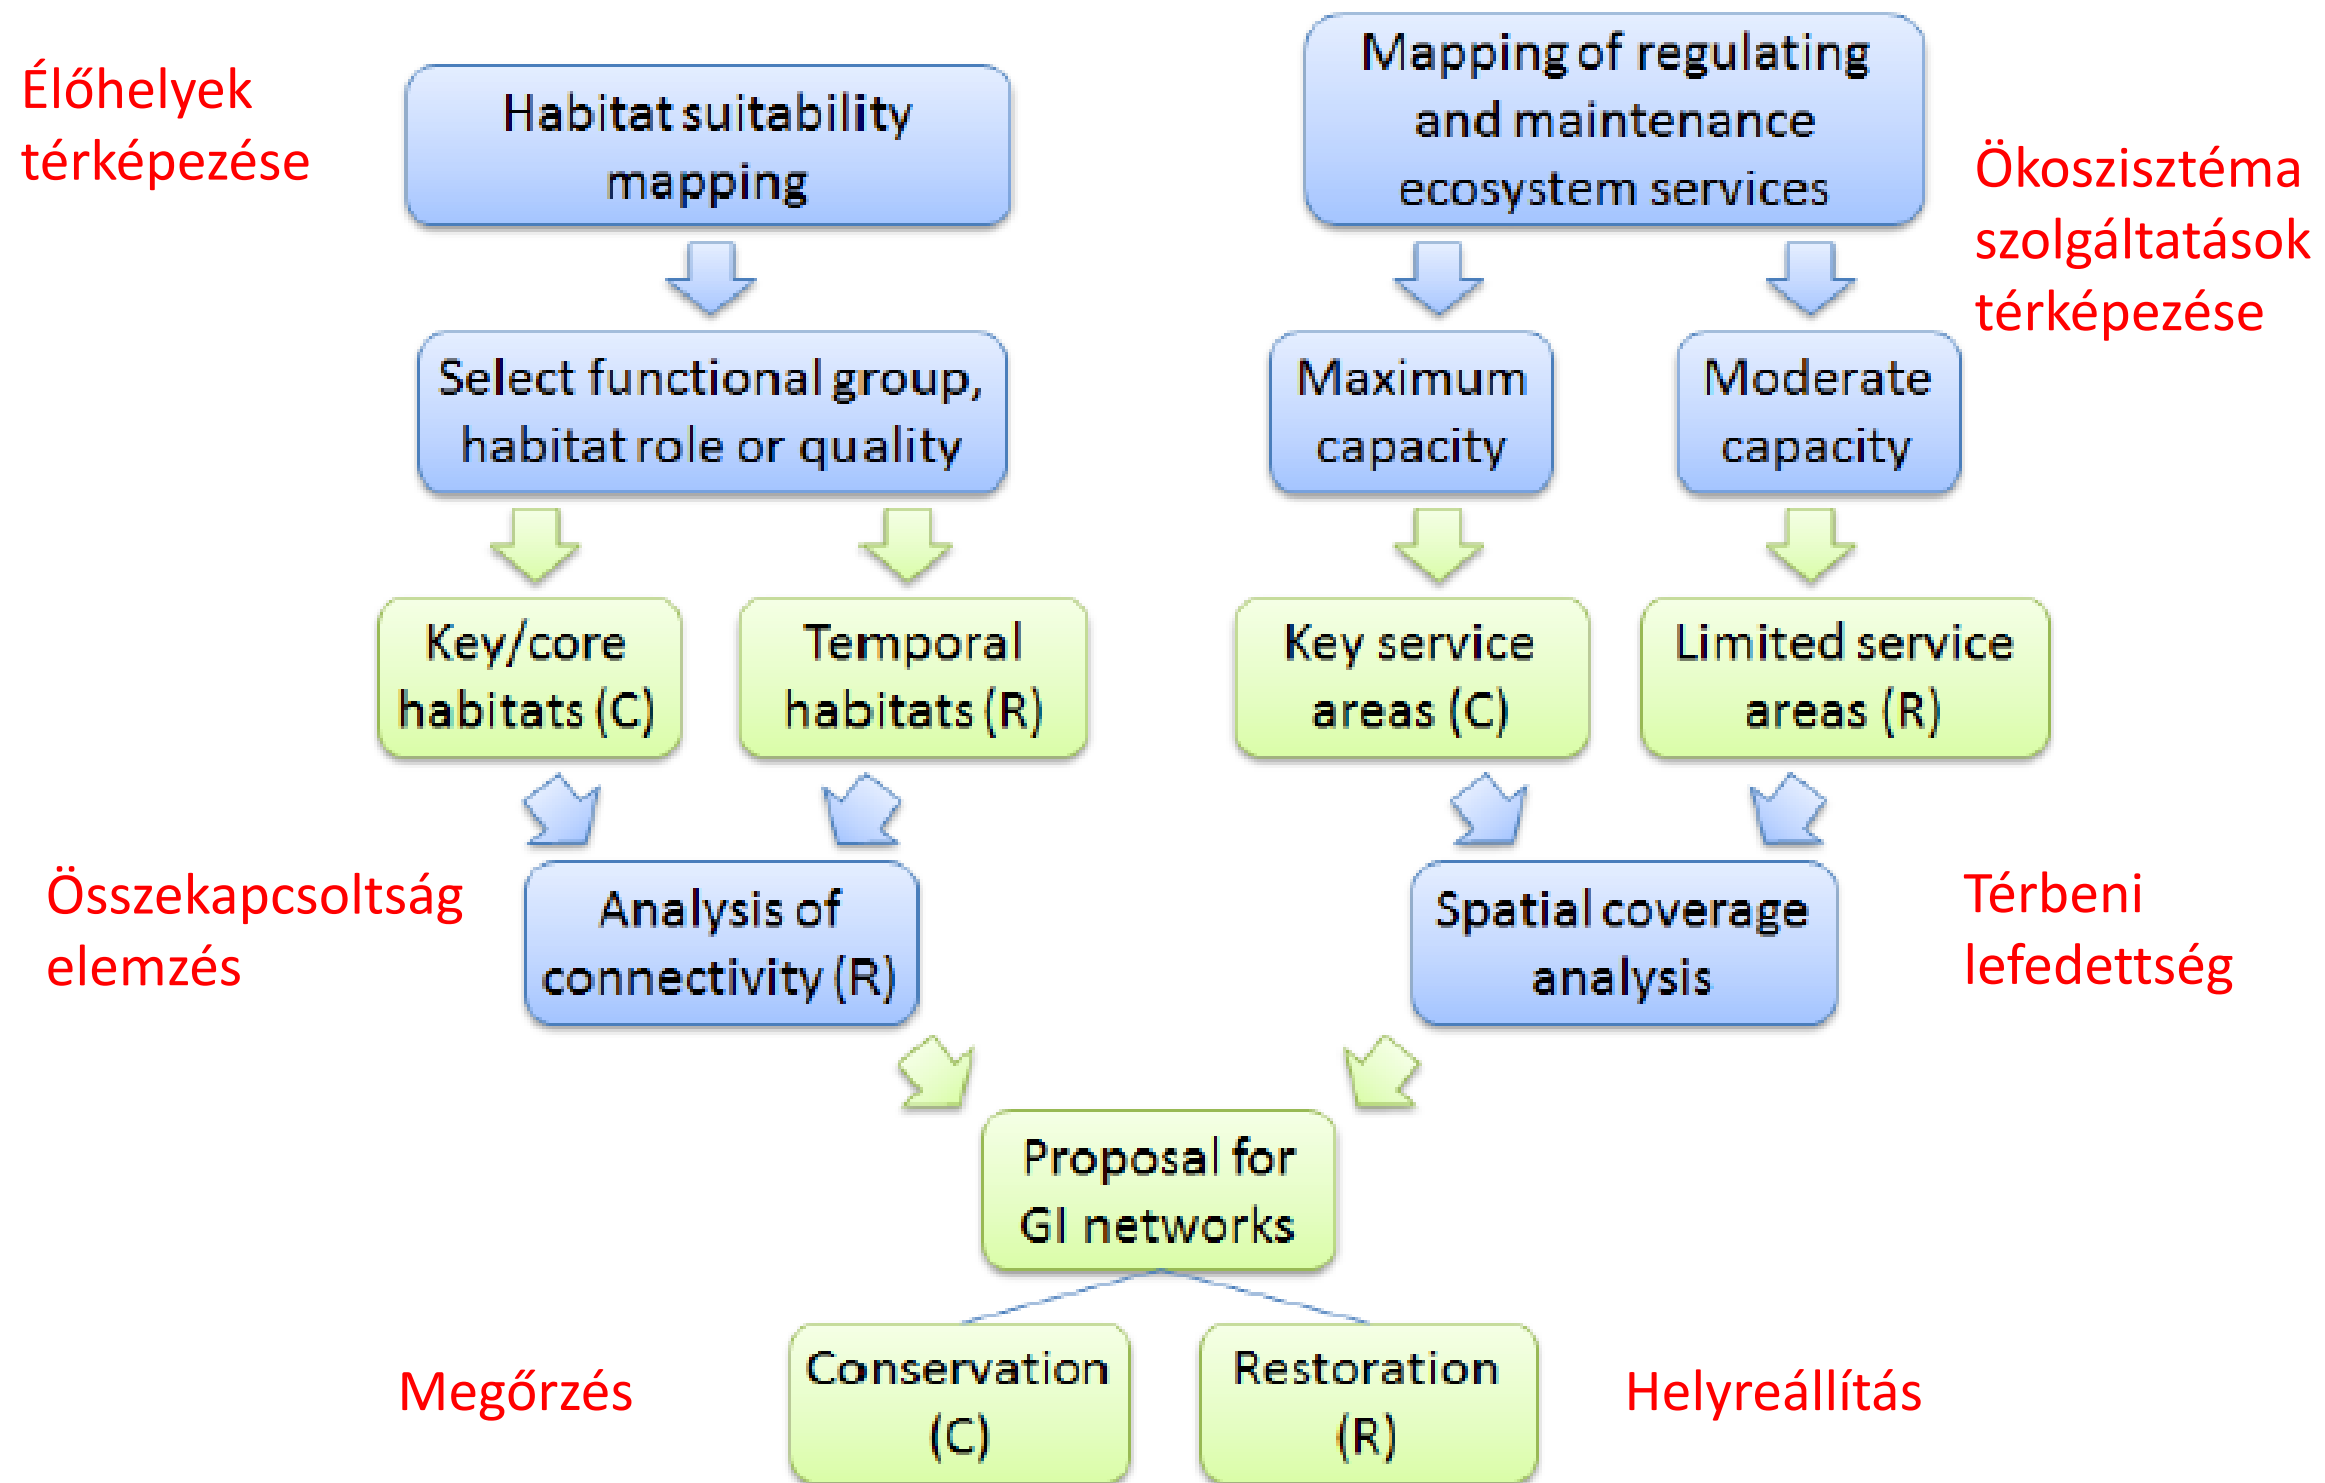 Élőhelyek
térképezése
Habitat suitability
mapping
Mapping of regulating
and maintenance
ecosystem services
Ökoszisztéma
szolgáltatások
térképezése
Select functional group,
habitat role or quality
Maximum
capacity
Moderate
capacity
Key/core
habitats (C)
Temporal
habitats (R)
Key service
areas (C)
Limited service
areas (R)
Összekapcsoltság
elemzés
Analysis of
connectivity (R)
Spatial coverage
analysis
Térbeni
lefedettség
Proposal for
GI networks
Megőrzés
Conservation
(C)
Restoration
(R)
Helyreállítás